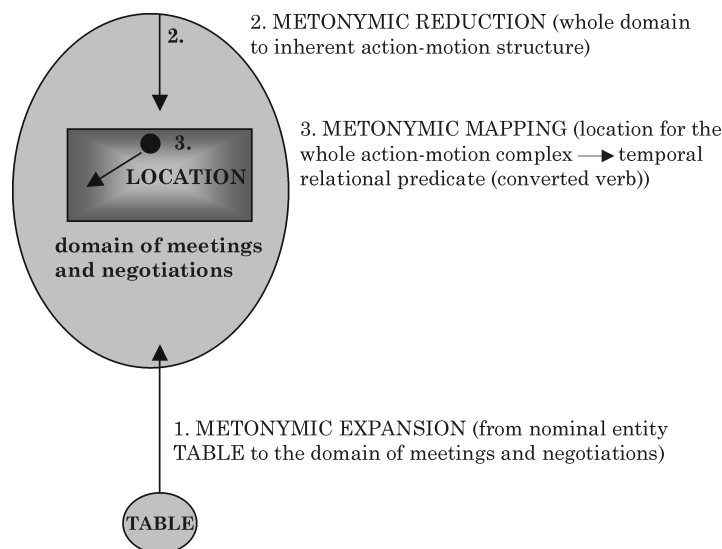 2. METONYMIC REDUCTION (whole domain
to inherent action-motion structure)
2.
3. METONYMIC MAPPING (location for the
whole action-motion complex → temporal
relational predicate (converted verb))
3.
LOCATION
domain of meetings
and negotiations
1. METONYMIC EXPANSION (from nominal entity
TABLE to the domain of meetings and negotiations)
TABLE